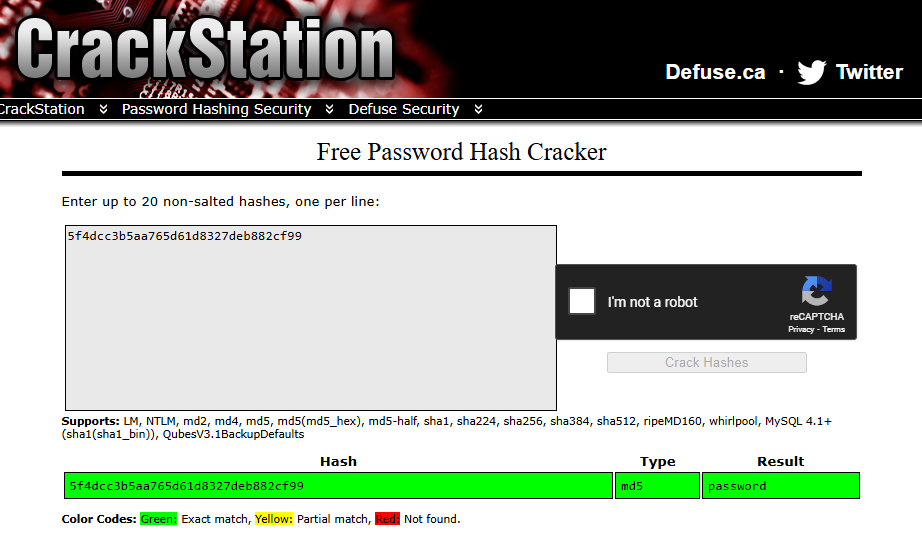 CrackStation
Defuse.ca · Twitter
CrackStation Password Hashing Security Defuse Security
Free Password Hash Cracker
Enter up to 20 non-salted hashes, one per line:
5f4dcc3b5aa765d61d8327deb882cf99
I'm not a robot
reCAPTCHA
Privacy - Terms
Crack Hashes
Supports: LM, NTLM, md2, md4, md5, md5(md5_hex), md5-half, sha1, sha224, sha256, sha384, sha512, ripeMD160, whirlpool, MySQL 4.1+
(sha1(sha1_bin)), QubesV3.1BackupDefaults
Hash Type Result
5f4dcc3b5aa765d61d8327deb882cf99 md5 password
Color Codes: Green: Exact match, Yellow: Partial match, Red: Not found.